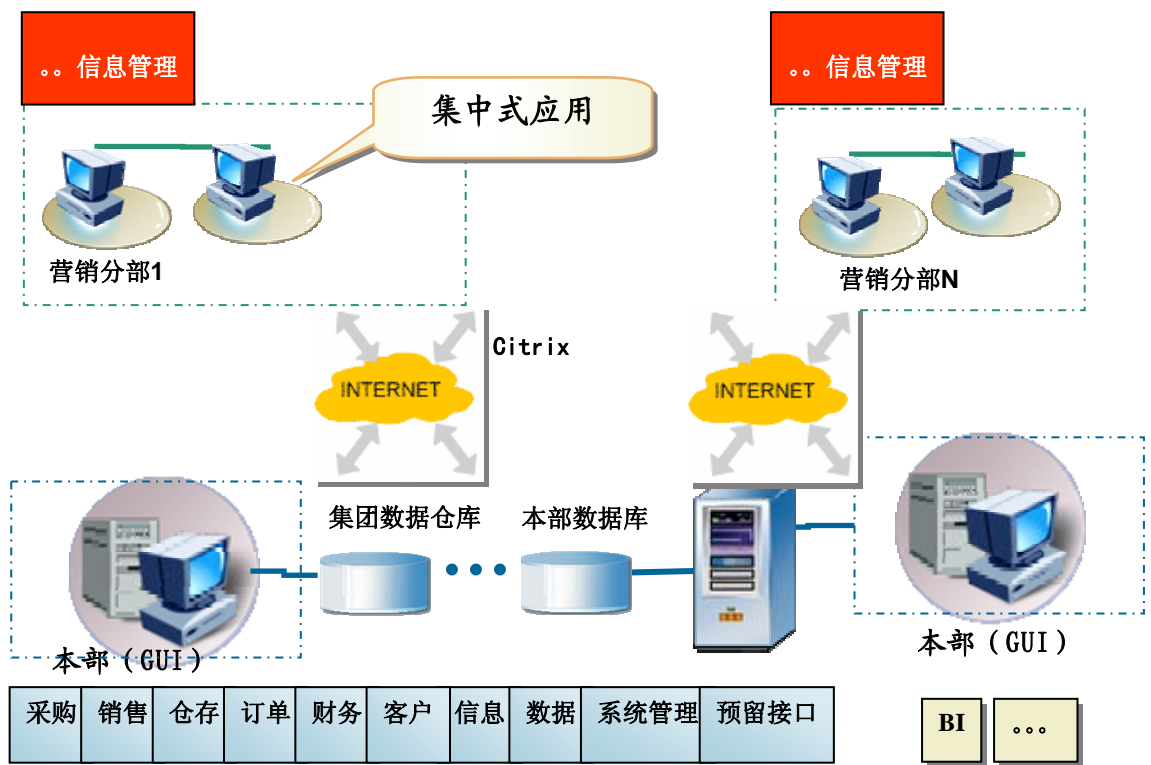 。。信息管理
。。信息管理
集中式应用
营销分部1
营销分部N
Citrix
INTERNET
INTERNET
集团数据仓库
本部数据库
本部（GUI）
本部（GUI）
采购 销售 仓存 订单 财务 客户 信息 数据 系统管理 预留接口
BI 。。。